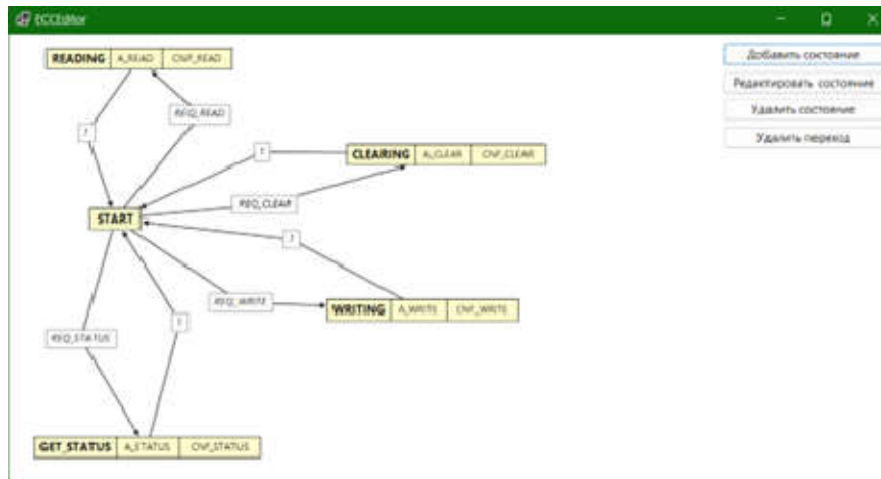 ECCEditor
READING A_READ CNF_READ
Добавить состояние
Редактировать состояние
Удалить состояние
Удалить переход
REQ_READ
1
1
CLEARING A_CLEAR CNF_CLEAR
REQ_CLEAR
START
1
REQ_WRITE
WRITING A_WRITE CNF_WRITE
1
REQ_STATUS
GET_STATUS A_STATUS CNF_STATUS